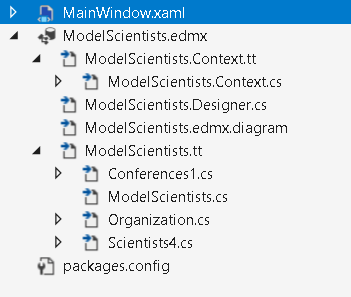 MainWindow.xaml
ModelScientists.edmx
ModelScientists.Context.tt
ModelScientists.Context.cs
ModelScientists.Designer.cs
ModelScientists.edmx.diagram
ModelScientists.tt
Conferences1.cs
ModelScientists.cs
Organization.cs
Scientists4.cs
packages.config